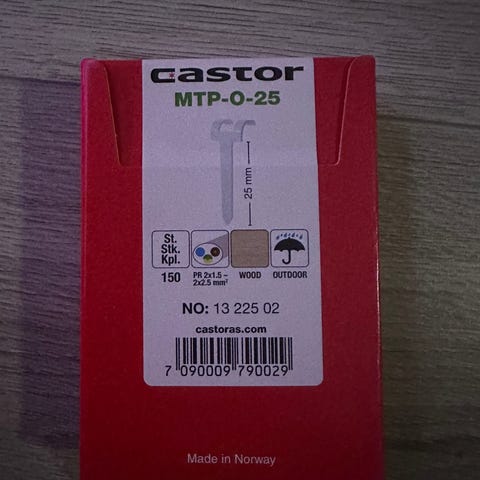 castor
MTP-O-25
25 mm
St.
Stk.
Kpl.
150
PR 2x1.5 –
2x2.5 mm²
WOOD
OUTDOOR
NO: 13 225 02
castoras.com
7 090009 790029
Made in Norway